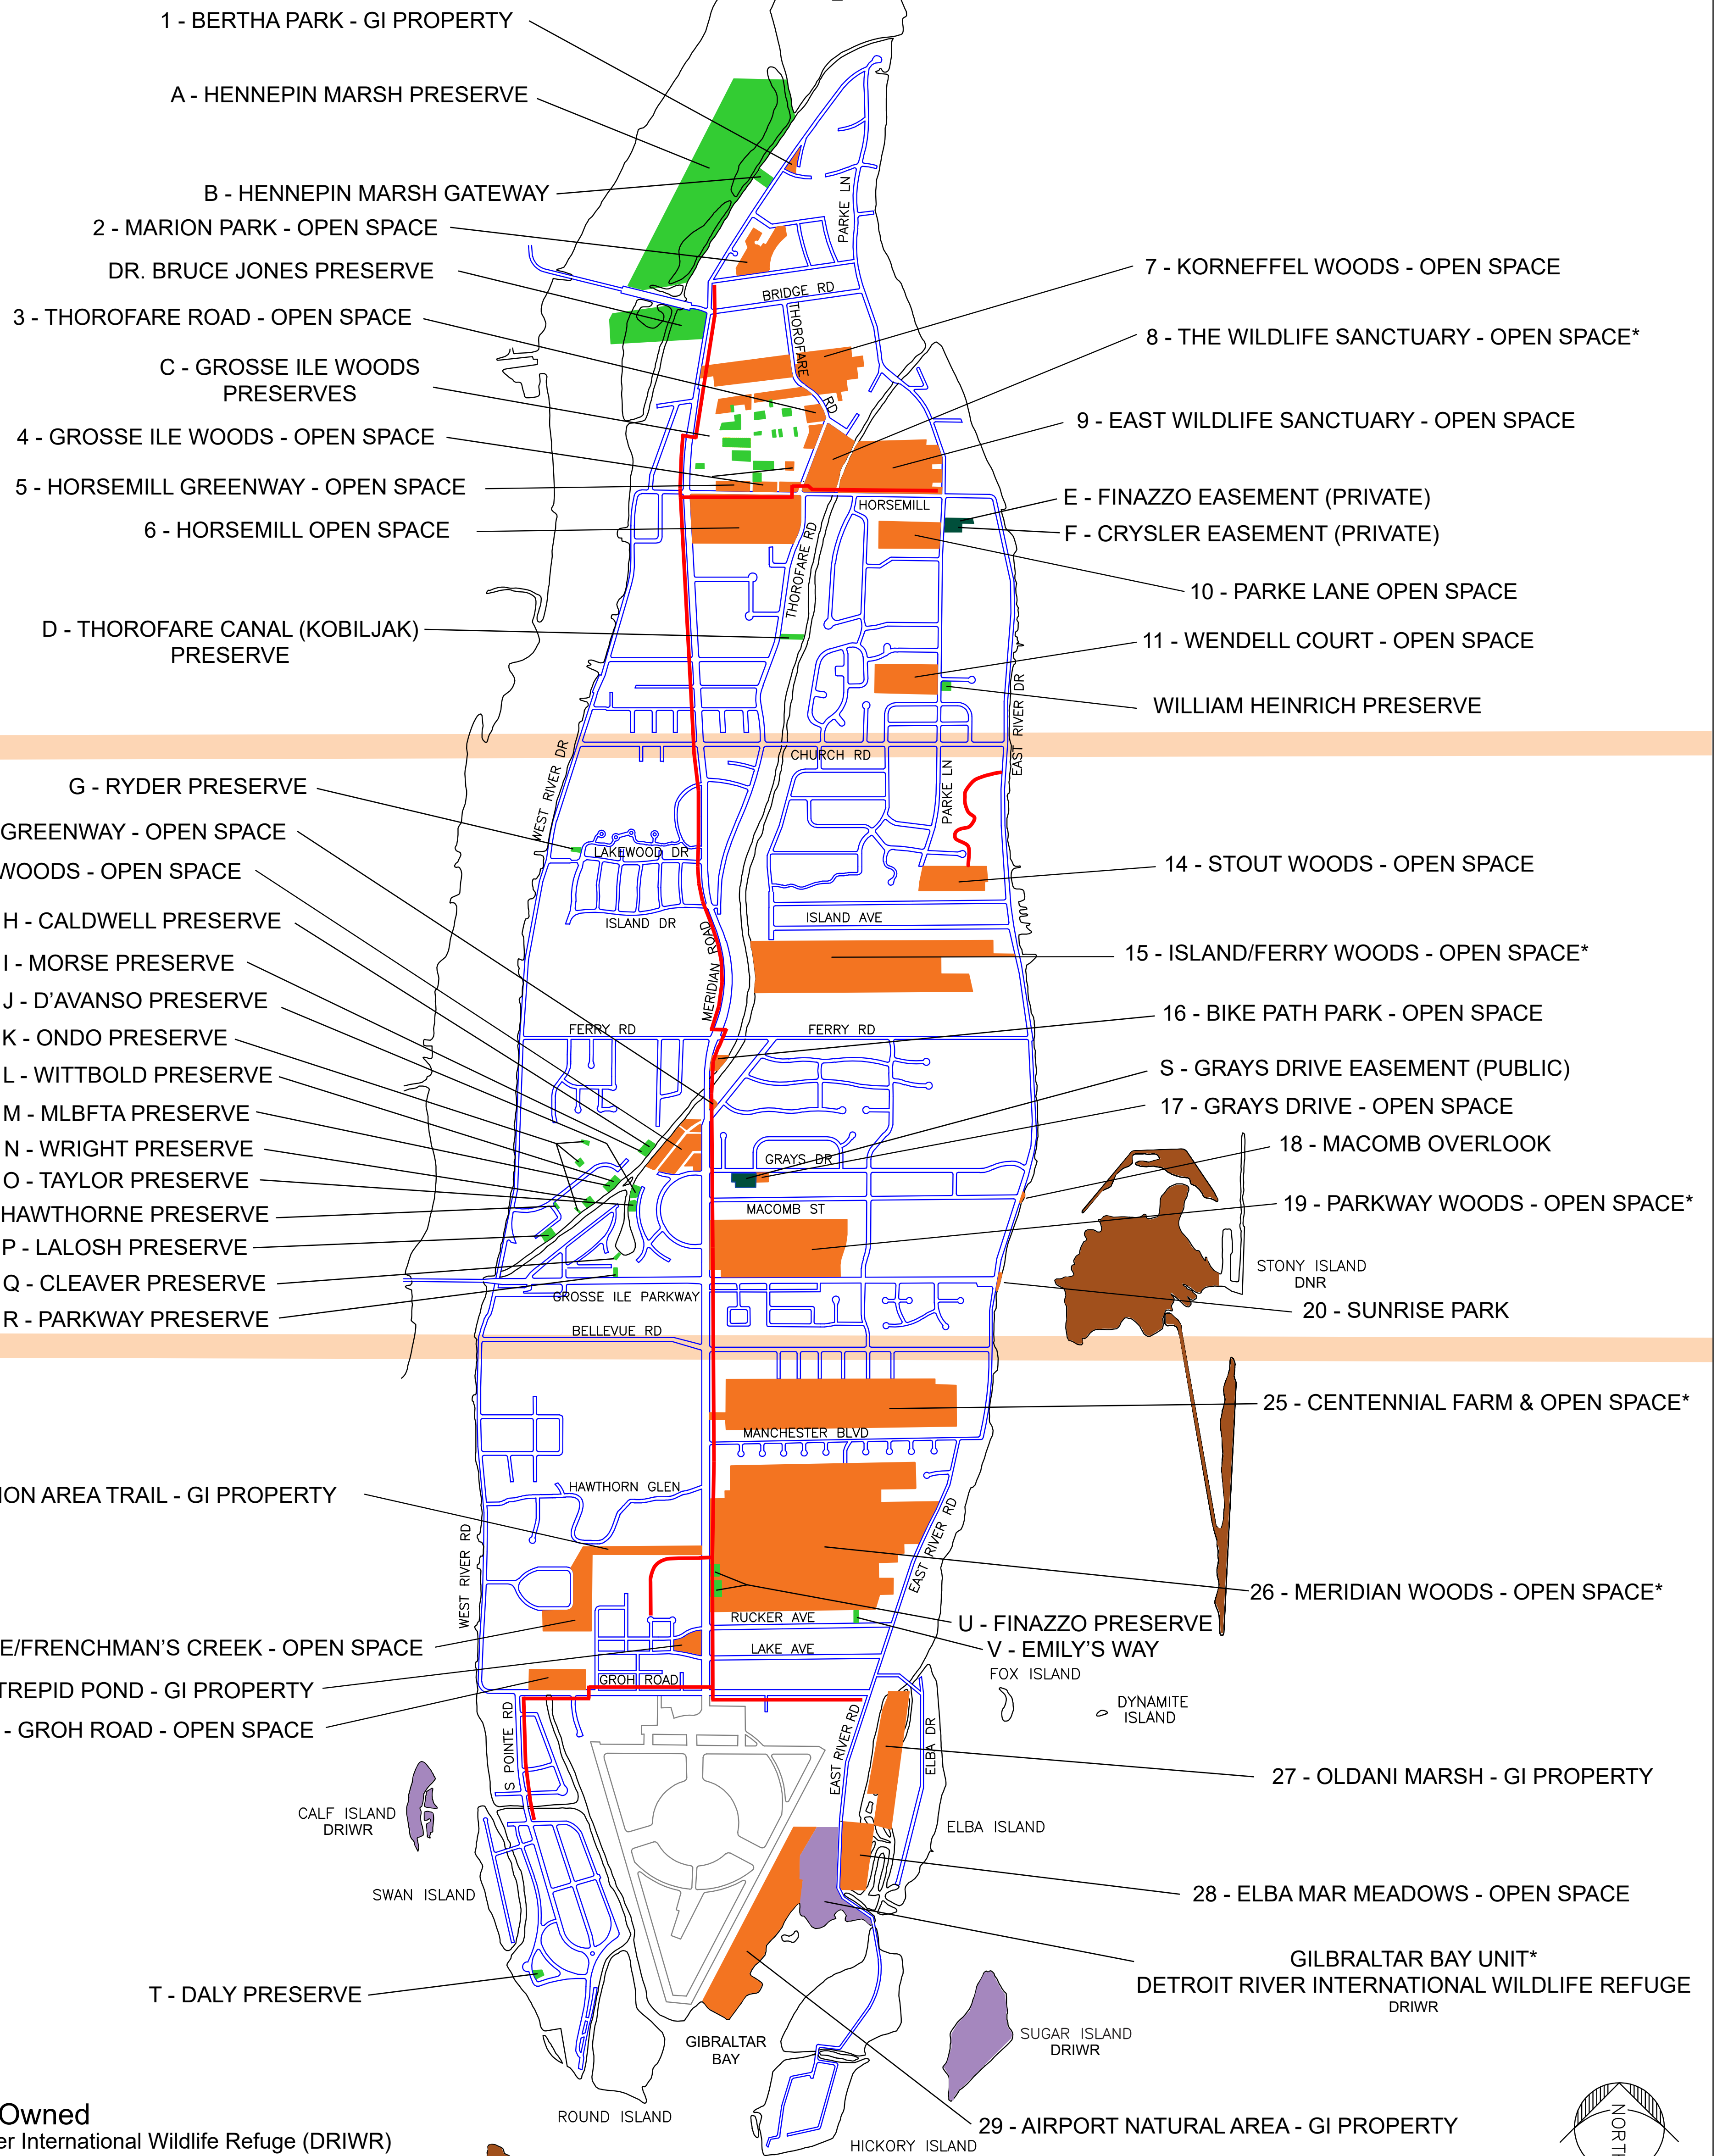 1 - BERTHA PARK - GI PROPERTY
A - HENNEPIN MARSH PRESERVE
B - HENNEPIN MARSH GATEWAY
2 - MARION PARK - OPEN SPACE
DR. BRUCE JONES PRESERVE
3 - THOROFARE ROAD - OPEN SPACE
C - GROSSE ILE WOODS
PRESERVES
4 - GROSSE ILE WOODS - OPEN SPACE
5 - HORSEMILL GREENWAY - OPEN SPACE
6 - HORSEMILL OPEN SPACE
D - THOROFARE CANAL (KOBILJAK)
PRESERVE
PARKE LN
BRIDGE RD
THOROFARE
RD
HORSEMILL
THOROFARE RD
7 - KORNEFFEL WOODS - OPEN SPACE
8 - THE WILDLIFE SANCTUARY - OPEN SPACE*
9 - EAST WILDLIFE SANCTUARY - OPEN SPACE
E - FINAZZO EASEMENT (PRIVATE)
F - CRYSLER EASEMENT (PRIVATE)
10 - PARKE LANE OPEN SPACE
11 - WENDELL COURT - OPEN SPACE
WILLIAM HEINRICH PRESERVE
EAST RIVER DR
CHURCH RD
WEST RIVER DR
PARKE LN
G - RYDER PRESERVE
GREENWAY - OPEN SPACE
WOODS - OPEN SPACE
H - CALDWELL PRESERVE
I - MORSE PRESERVE
J - D’AVANSO PRESERVE
K - ONDO PRESERVE
L - WITTBOLD PRESERVE
M - MLBFTA PRESERVE
N - WRIGHT PRESERVE
O - TAYLOR PRESERVE
HAWTHORNE PRESERVE
P - LALOSH PRESERVE
Q - CLEAVER PRESERVE
R - PARKWAY PRESERVE
LAKEWOOD DR
ISLAND DR
ISLAND AVE
MERIDIAN ROAD
FERRY RD
FERRY RD
GRAYS DR
MACOMB ST
GROSSE ILE PARKWAY
BELLEVUE RD
14 - STOUT WOODS - OPEN SPACE
15 - ISLAND/FERRY WOODS - OPEN SPACE*
16 - BIKE PATH PARK - OPEN SPACE
S - GRAYS DRIVE EASEMENT (PUBLIC)
17 - GRAYS DRIVE - OPEN SPACE
18 - MACOMB OVERLOOK
19 - PARKWAY WOODS - OPEN SPACE*
STONY ISLAND
DNR
20 - SUNRISE PARK
25 - CENTENNIAL FARM & OPEN SPACE*
MANCHESTER BLVD
HAWTHORN GLEN
ION AREA TRAIL - GI PROPERTY
WEST RIVER RD
EAST RIVER RD
26 - MERIDIAN WOODS - OPEN SPACE*
RUCKER AVE
U - FINAZZO PRESERVE
LAKE AVE
V - EMILY’S WAY
E/FRENCHMAN’S CREEK - OPEN SPACE
TREPID POND - GI PROPERTY
- GROH ROAD - OPEN SPACE
GROH ROAD
FOX ISLAND
DYNAMITE
ISLAND
S POINTE RD
EAST RIVER RD
ELBA DR
27 - OLDANI MARSH - GI PROPERTY
CALF ISLAND
DRIWR
ELBA ISLAND
SWAN ISLAND
28 - ELBA MAR MEADOWS - OPEN SPACE
GILBRALTAR BAY UNIT*
DETROIT RIVER INTERNATIONAL WILDLIFE REFUGE
DRIWR
T - DALY PRESERVE
GIBRALTAR
BAY
SUGAR ISLAND
DRIWR
ROUND ISLAND
29 - AIRPORT NATURAL AREA - GI PROPERTY
HICKORY ISLAND
Owned
er International Wildlife Refuge (DRIWR)
NORT